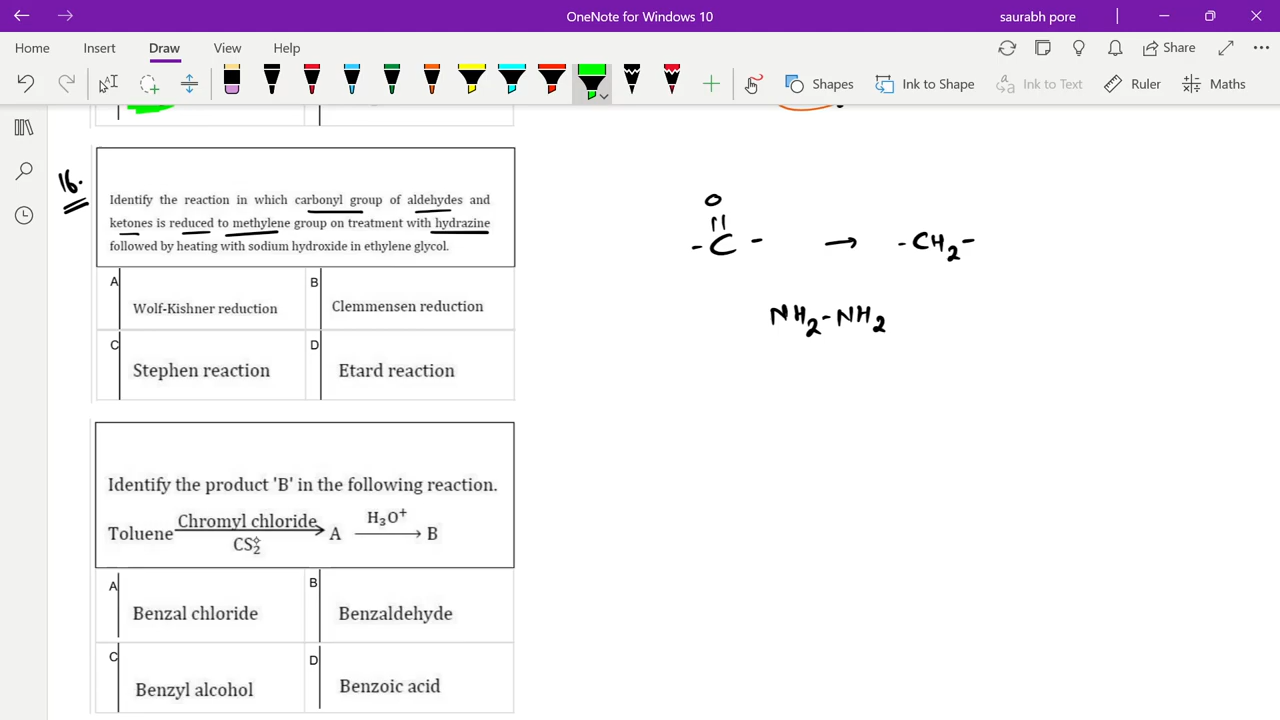 OneNote for Windows 10
saurabh pore
Home Insert Draw View Help
Share
Shapes Ink to Shape Ink to Text Ruler Maths
16.
Identify the reaction in which carbonyl group of aldehydes and
ketones is reduced to methylene group on treatment with hydrazine
followed by heating with sodium hydroxide in ethylene glycol.
A Wolf-Kishner reduction
B Clemmensen reduction
C Stephen reaction
D Etard reaction
O
-C- → -CH2-
NH2-NH2
Identify the product 'B' in the following reaction.
Toluene Chromyl chloride CS2 A H3O+ B
A Benzal chloride
B Benzaldehyde
C Benzyl alcohol
D Benzoic acid